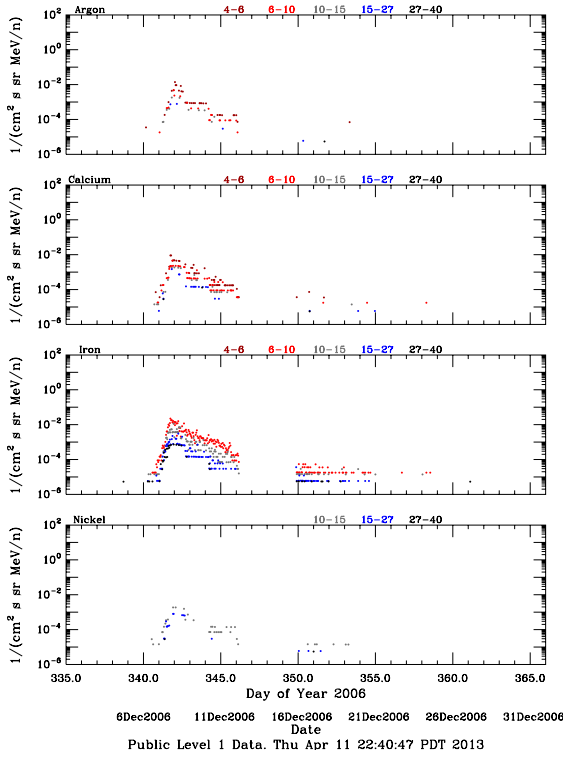 Argon 4-6 6-10 10-15 15-27 27-40
10² 10⁰ 10⁻² 10⁻⁴ 10⁻⁶
1/(cm² s sr MeV/n)
Calcium 4-6 6-10 10-15 15-27 27-40
10² 10⁰ 10⁻² 10⁻⁴ 10⁻⁶
1/(cm² s sr MeV/n)
Iron 4-6 6-10 10-15 15-27 27-40
10² 10⁰ 10⁻² 10⁻⁴ 10⁻⁶
1/(cm² s sr MeV/n)
Nickel 10-15 15-27 27-40
10² 10⁰ 10⁻² 10⁻⁴ 10⁻⁶
1/(cm² s sr MeV/n)
335.0 340.0 345.0 350.0 355.0 360.0 365.0
Day of Year 2006
6Dec2006 11Dec2006 16Dec2006 21Dec2006 26Dec2006 31Dec2006
Date
Public Level 1 Data. Thu Apr 11 22:40:47 PDT 2013